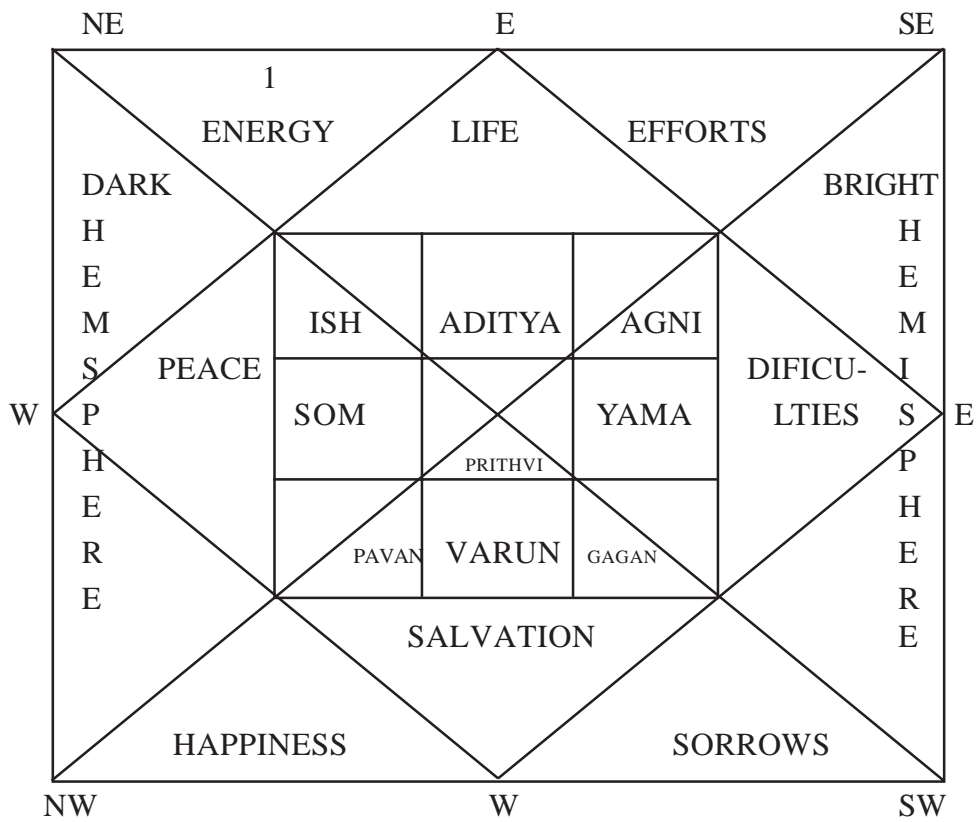 NE E SE
1
ENERGY LIFE EFFORTS
DARK BRIGHT
H H
E E
M M
ISH ADITYA AGNI
S PEACE DIFICU- I
W P SOM YAMA LTIES S E
H PRITHVI P
E H
PAVAN VARUN GAGAN
R E
E R
SALVATION E
HAPPINESS SORROWS
NW W SW